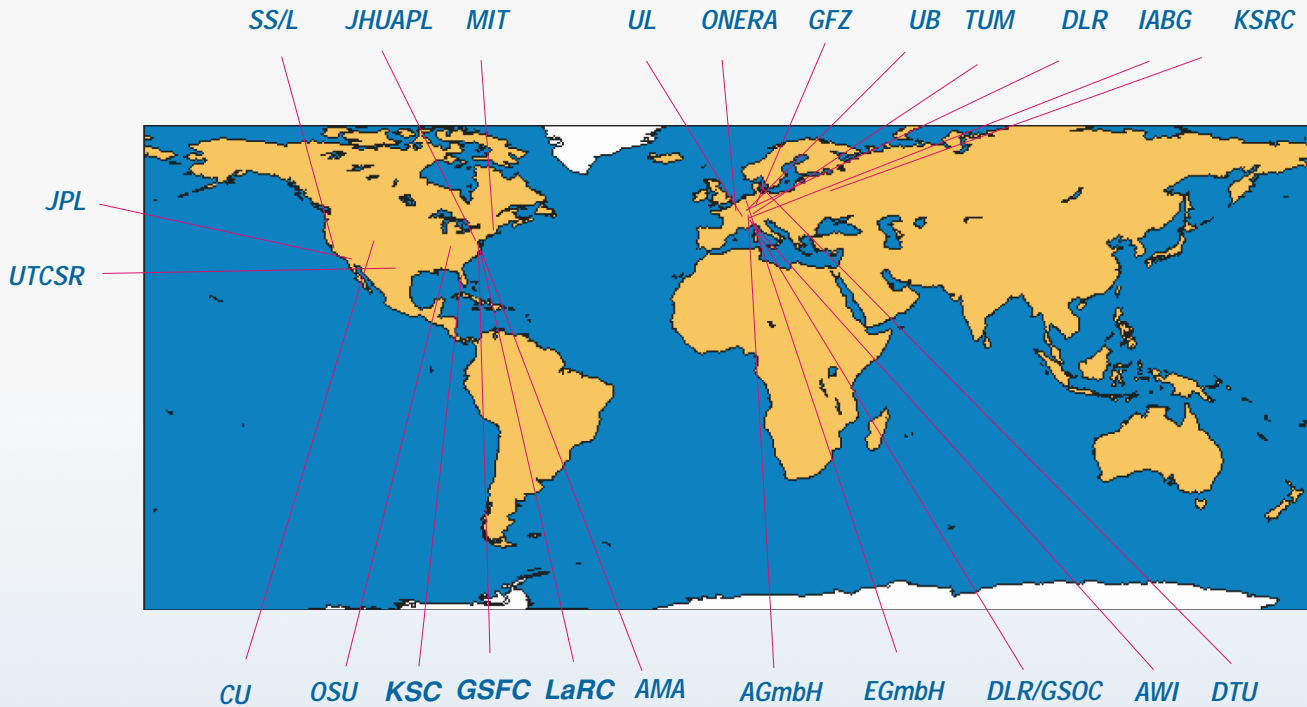 SS/L JHUAPL MIT UL ONERA GFZ UB TUM DLR IABG KSRC
JPL
UTCSR
CU OSU KSC GSFC LaRC AMA AGmbH EGmbH DLR/GSOC AWI DTU